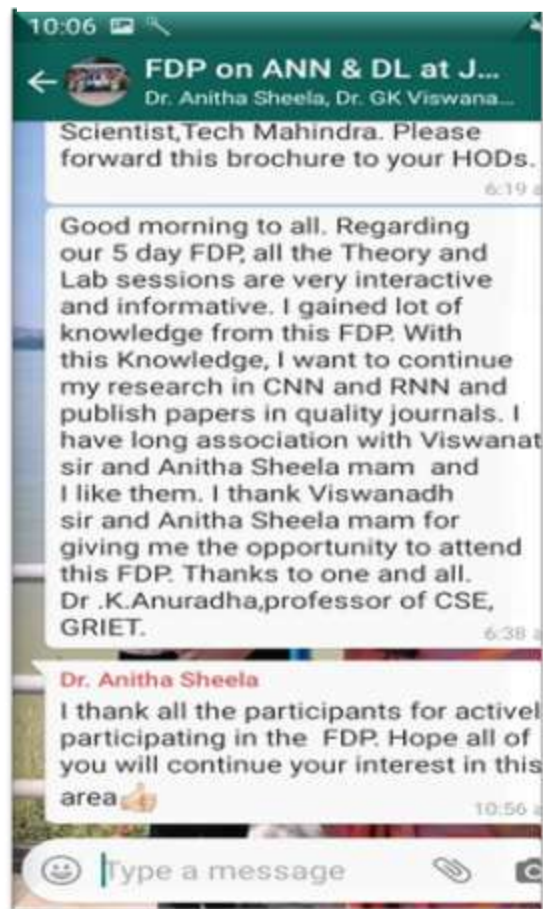 10:06
FDP on ANN & DL at J...
Dr. Anitha Sheela, Dr. GK Viswana...
Scientist,Tech Mahindra. Please
forward this brochure to your HODs.
6:19 a
Good morning to all. Regarding
our 5 day FDP, all the Theory and
Lab sessions are very interactive
and informative. I gained lot of
knowledge from this FDP. With
this Knowledge, I want to continue
my research in CNN and RNN and
publish papers in quality journals. I
have long association with Viswanat
sir and Anitha Sheela mam and
I like them. I thank Viswanadh
sir and Anitha Sheela mam for
giving me the opportunity to attend
this FDP. Thanks to one and all.
Dr .K.Anuradha,professor of CSE,
GRIET.
6:38 a
Dr. Anitha Sheela
I thank all the participants for activel
participating in the FDP. Hope all of
you will continue your interest in this
area👍🏻
10:56 a
Type a message